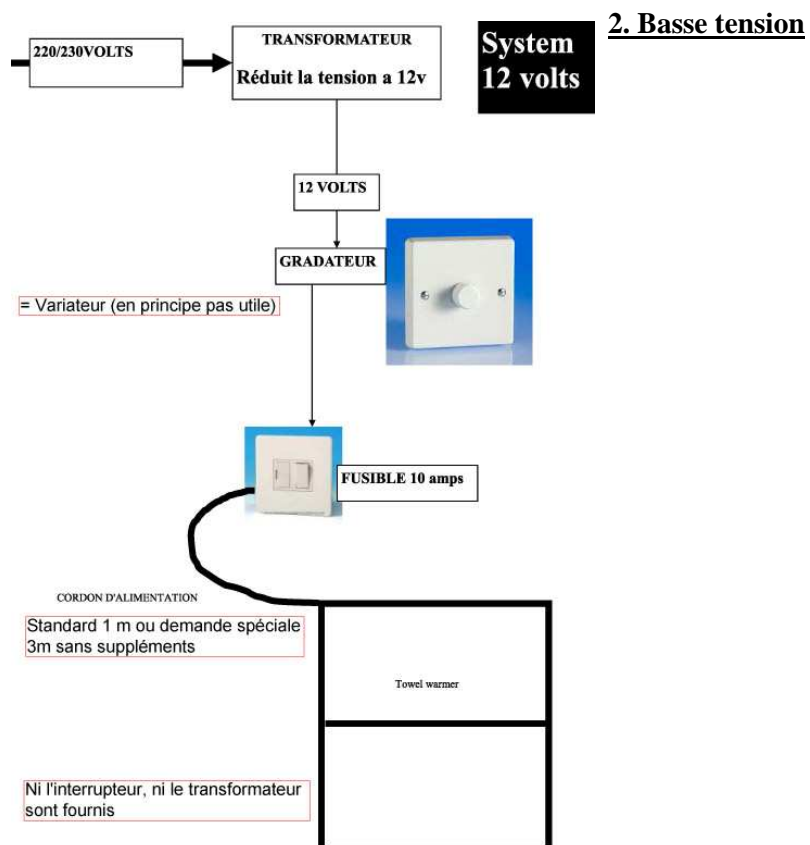 2. Basse tension
220/230VOLTS
TRANSFORMATEUR
Réduit la tension a 12v
System
12 volts
12 VOLTS
GRADATEUR
= Variateur (en principe pas utile)
FUSIBLE 10 amps
CORDON D'ALIMENTATION
Standard 1 m ou demande spéciale
3m sans suppléments
Towel warmer
Ni l'interrupteur, ni le transformateur
sont fournis